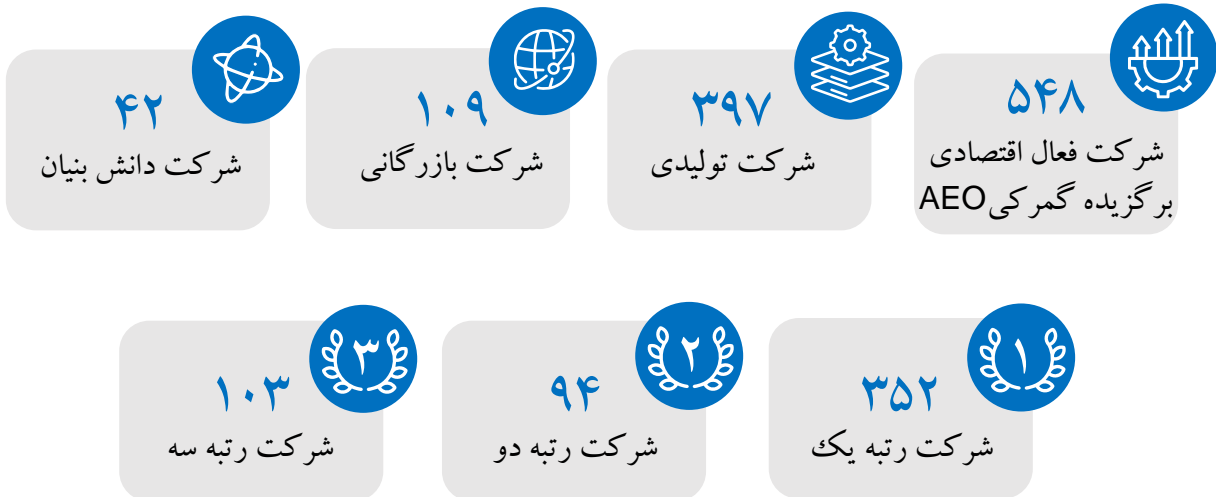 ۵۴۸
شرکت فعال اقتصادی
برگزیده گمرکیAEO
۳۹۷
شرکت تولیدی
۱۰۹
شرکت بازرگانی
۴۲
شرکت دانش بنیان
۱
۳۵۲
شرکت رتبه یک
۲
۹۴
شرکت رتبه دو
۳
۱۰۳
شرکت رتبه سه